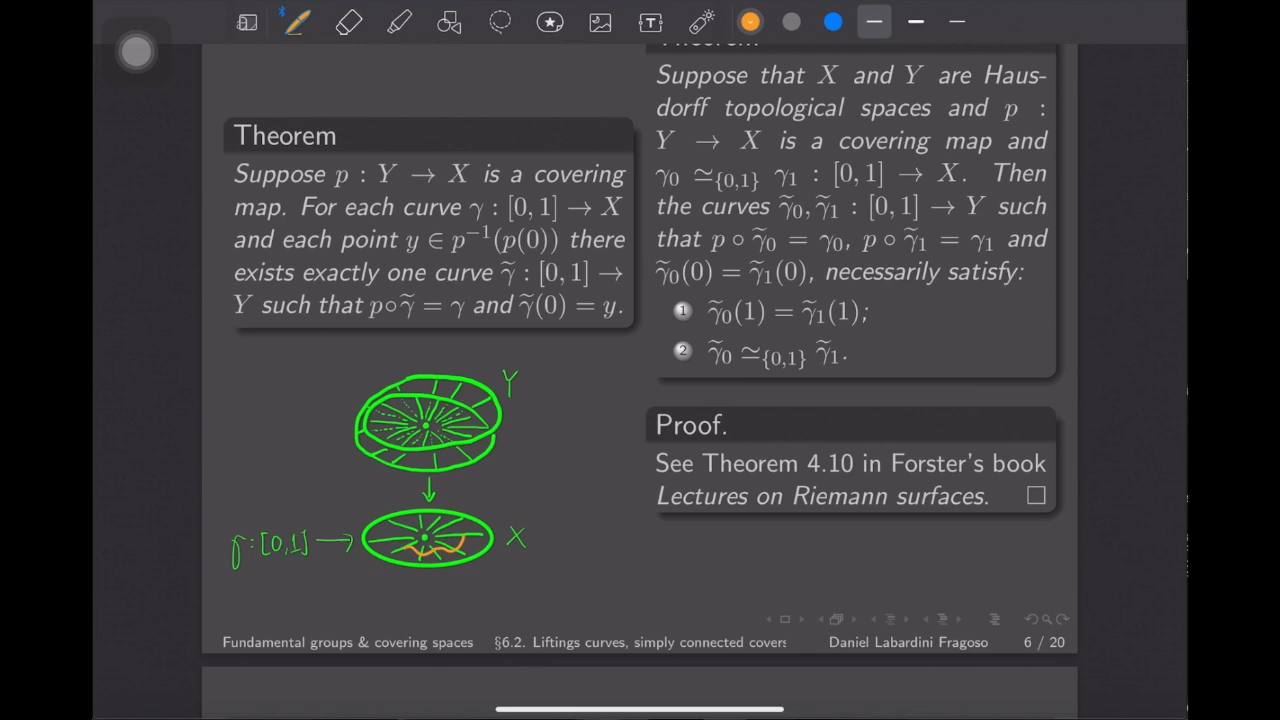 Theorem
Suppose p : Y → X is a covering
map. For each curve γ : [0, 1] → X
and each point y ∈ p⁻¹(p(0)) there
exists exactly one curve γ̃ : [0, 1] →
Y such that p∘γ̃ = γ and γ̃(0) = y.
Y
γ:[0,1] →
X
Theorem
Suppose that X and Y are Haus-
dorff topological spaces and p :
Y → X is a covering map and
γ₀ ≃_{0,1} γ₁ : [0, 1] → X. Then
the curves γ̃₀, γ̃₁ : [0, 1] → Y such
that p ∘ γ̃₀ = γ₀, p ∘ γ̃₁ = γ₁ and
γ̃₀(0) = γ̃₁(0), necessarily satisfy:
1 γ̃₀(1) = γ̃₁(1);
2 γ̃₀ ≃_{0,1} γ̃₁.
Proof.
See Theorem 4.10 in Forster's book
Lectures on Riemann surfaces. □
Fundamental groups & covering spaces §6.2. Liftings curves, simply connected covers Daniel Labardini Fragoso 6 / 20